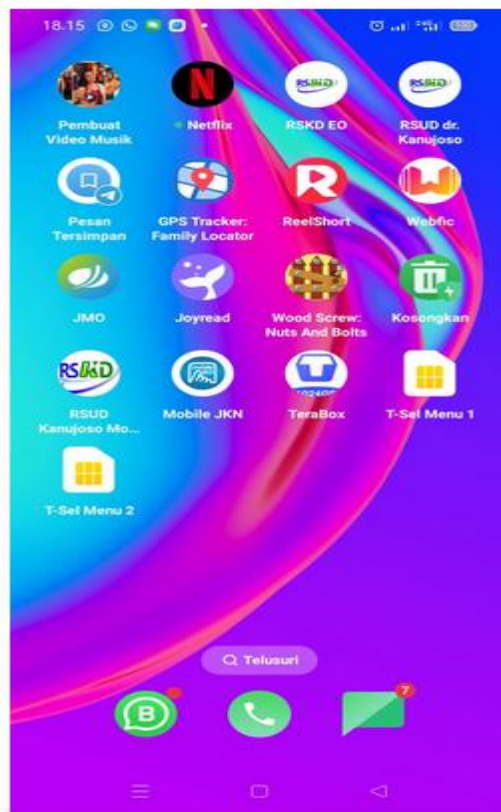 18.15
Pembuat
Video Musik
Netflix
RSKD EO
RSUD dr.
Kanujoso
Pesan
Tersimpan
GPS Tracker:
Family Locator
ReelShort
Webfic
JMO
Joyread
Wood Screw:
Nuts And Bolts
Kosongkan
RSUD
Kanujoso Mo...
Mobile JKN
TeraBox
T-Sel Menu 1
T-Sel Menu 2
Telusuri
B
7